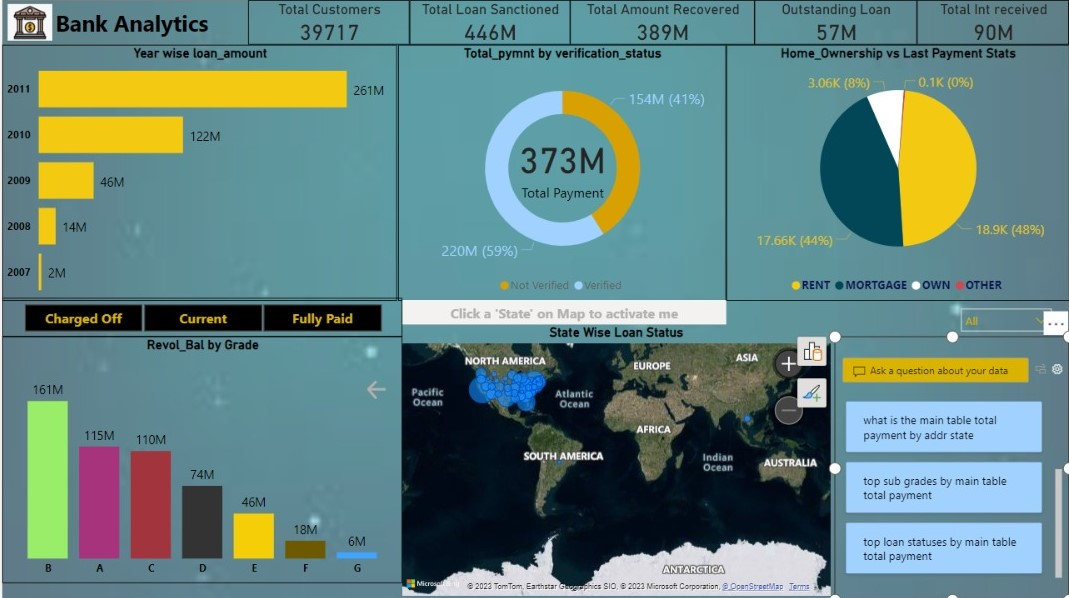 Bank Analytics
Total Customers
39717
Total Loan Sanctioned
446M
Total Amount Recovered
389M
Outstanding Loan
57M
Total Int received
90M
Year wise loan_amount
2011
261M
2010
122M
2009
46M
2008
14M
2007
2M
Total_pymnt by verification_status
154M (41%)
373M
Total Payment
220M (59%)
Not Verified
Verified
Home_Ownership vs Last Payment Stats
3.06K (8%)
0.1K (0%)
17.66K (44%)
18.9K (48%)
RENT
MORTGAGE
OWN
OTHER
Charged Off
Current
Fully Paid
Revol_Bal by Grade
161M
115M
110M
74M
46M
18M
6M
B
A
C
D
E
F
G
Click a 'State' on Map to activate me
State Wise Loan Status
NORTH AMERICA
EUROPE
ASIA
Pacific
Ocean
Atlantic
Ocean
AFRICA
SOUTH AMERICA
Indian
Ocean
AUSTRALIA
ANTARCTICA
© 2023 TomTom, Earthstar Geographics SIO, © 2023 Microsoft Corporation, © OpenStreetMap Terms
All
Ask a question about your data
what is the main table total
payment by addr state
top sub grades by main table
total payment
top loan statuses by main table
total payment